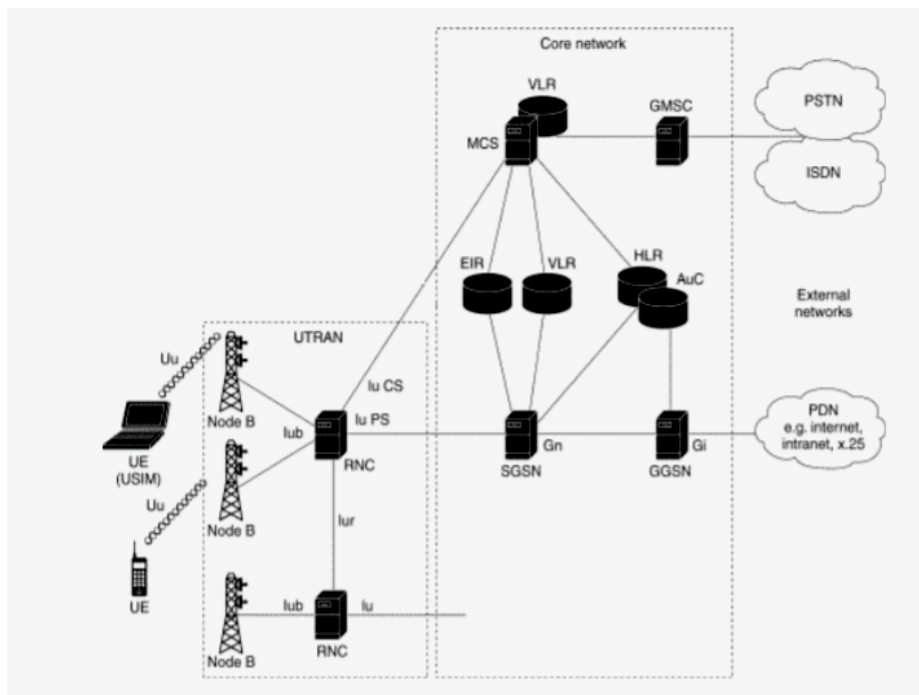 Core network
VLR
MCS
GMSC
PSTN
ISDN
EIR
VLR
HLR
AuC
External
networks
UTRAN
Uu
Node B
Iu CS
Iu PS
Iub
RNC
UE
(USIM)
Uu
Node B
SGSN
Gn
GGSN
Gi
PDN
e.g. internet,
intranet, x.25
Iur
UE
Node B
Iub
RNC
Iu